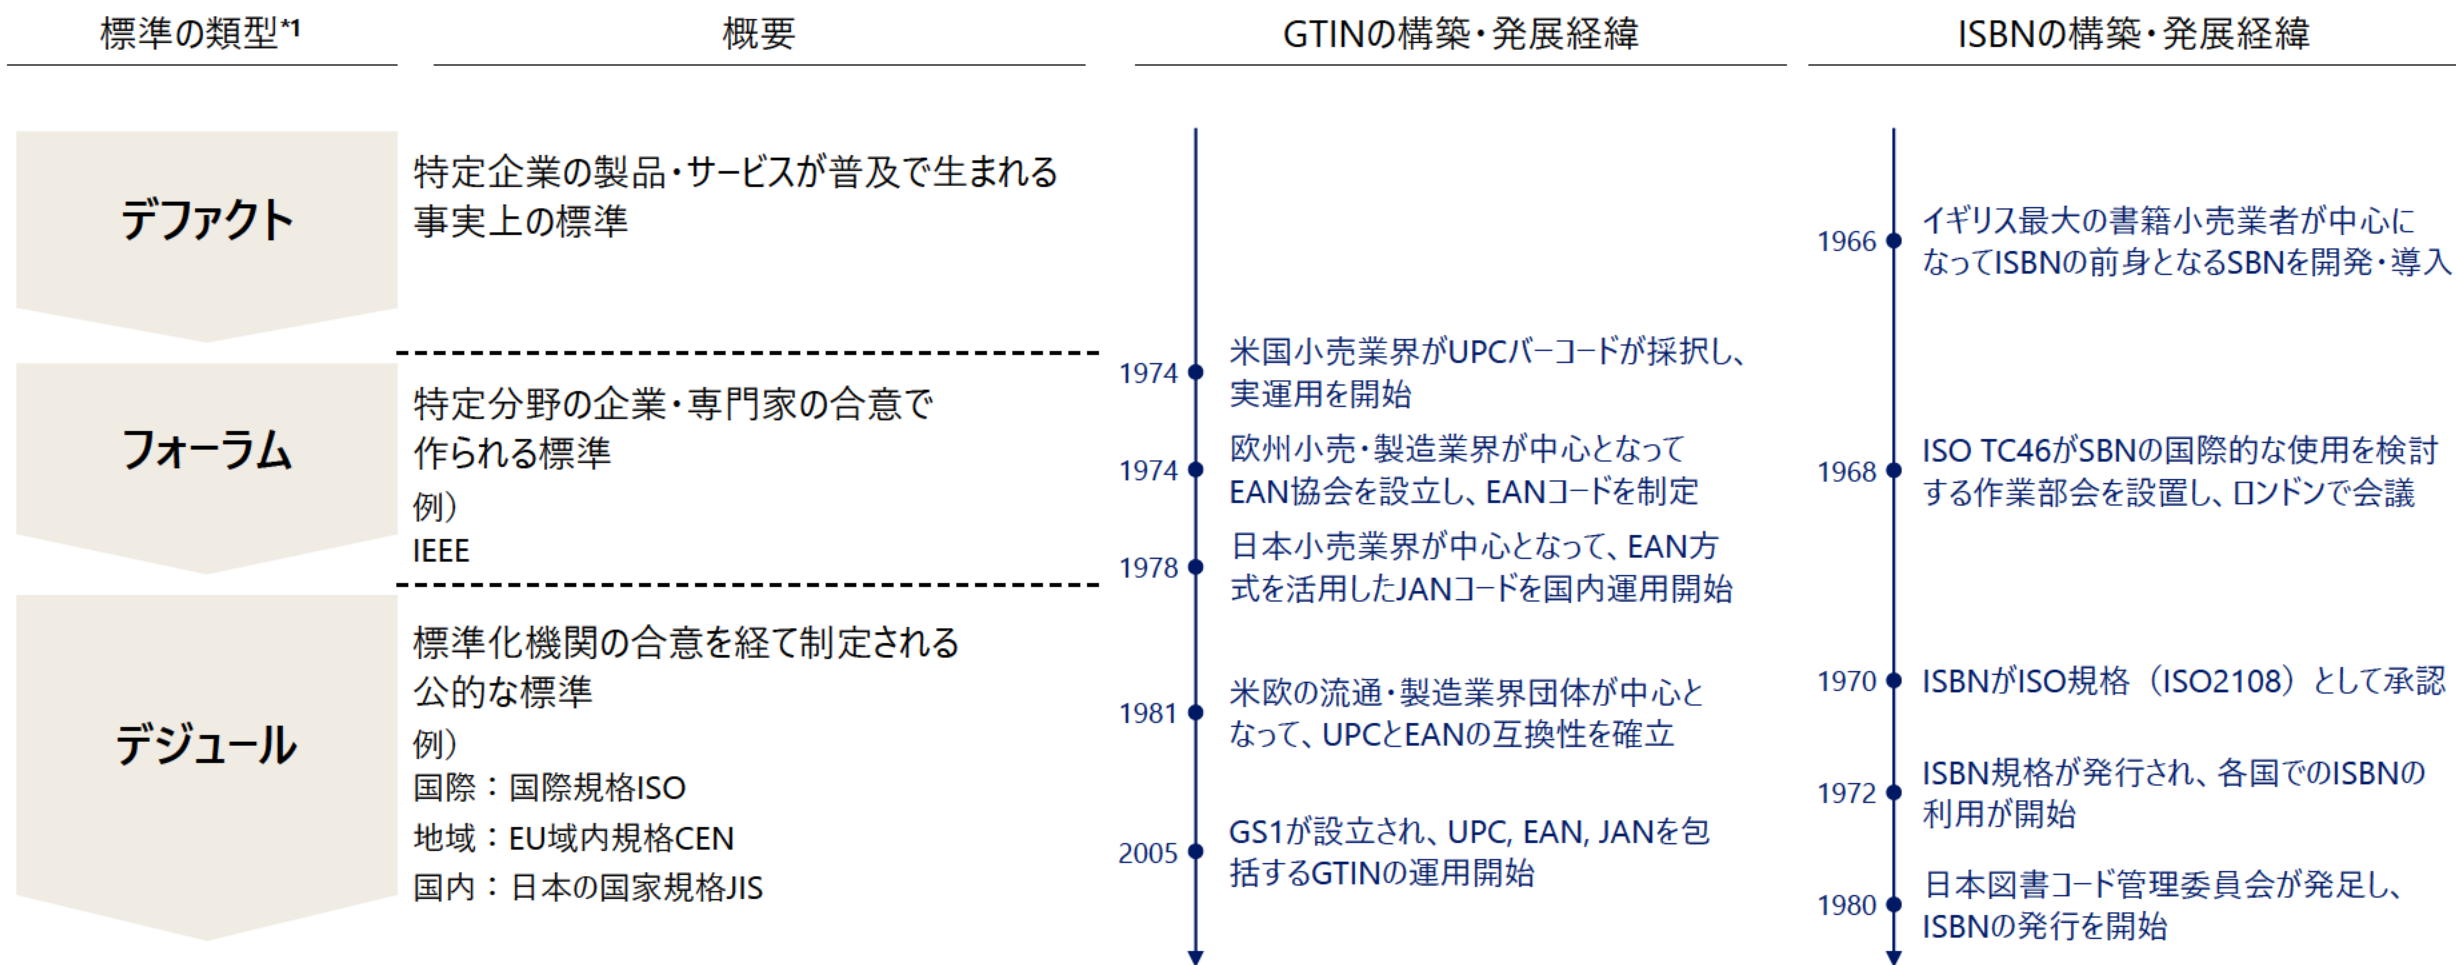 標準の類型*1
概要
GTINの構築・発展経緯
ISBNの構築・発展経緯
デファクト
特定企業の製品・サービスが普及で生まれる
事実上の標準
フォーラム
特定分野の企業・専門家の合意で
作られる標準
例）
IEEE
デジュール
標準化機関の合意を経て制定される
公的な標準
例）
国際：国際規格ISO
地域：EU域内規格CEN
国内：日本の国家規格JIS
1974
米国小売業界がUPCバーコードが採択し、
実運用を開始
1974
欧州小売・製造業界が中心となって
EAN協会を設立し、EANコードを制定
1978
日本小売業界が中心となって、EAN方
式を活用したJANコードを国内運用開始
1981
米欧の流通・製造業界団体が中心と
なって、UPCとEANの互換性を確立
2005
GS1が設立され、UPC, EAN, JANを包
括するGTINの運用開始
1966
イギリス最大の書籍小売業者が中心に
なってISBNの前身となるSBNを開発・導入
1968
ISO TC46がSBNの国際的な使用を検討
する作業部会を設置し、ロンドンで会議
1970
ISBNがISO規格（ISO2108）として承認
1972
ISBN規格が発行され、各国でのISBNの
利用が開始
1980
日本図書コード管理委員会が発足し、
ISBNの発行を開始